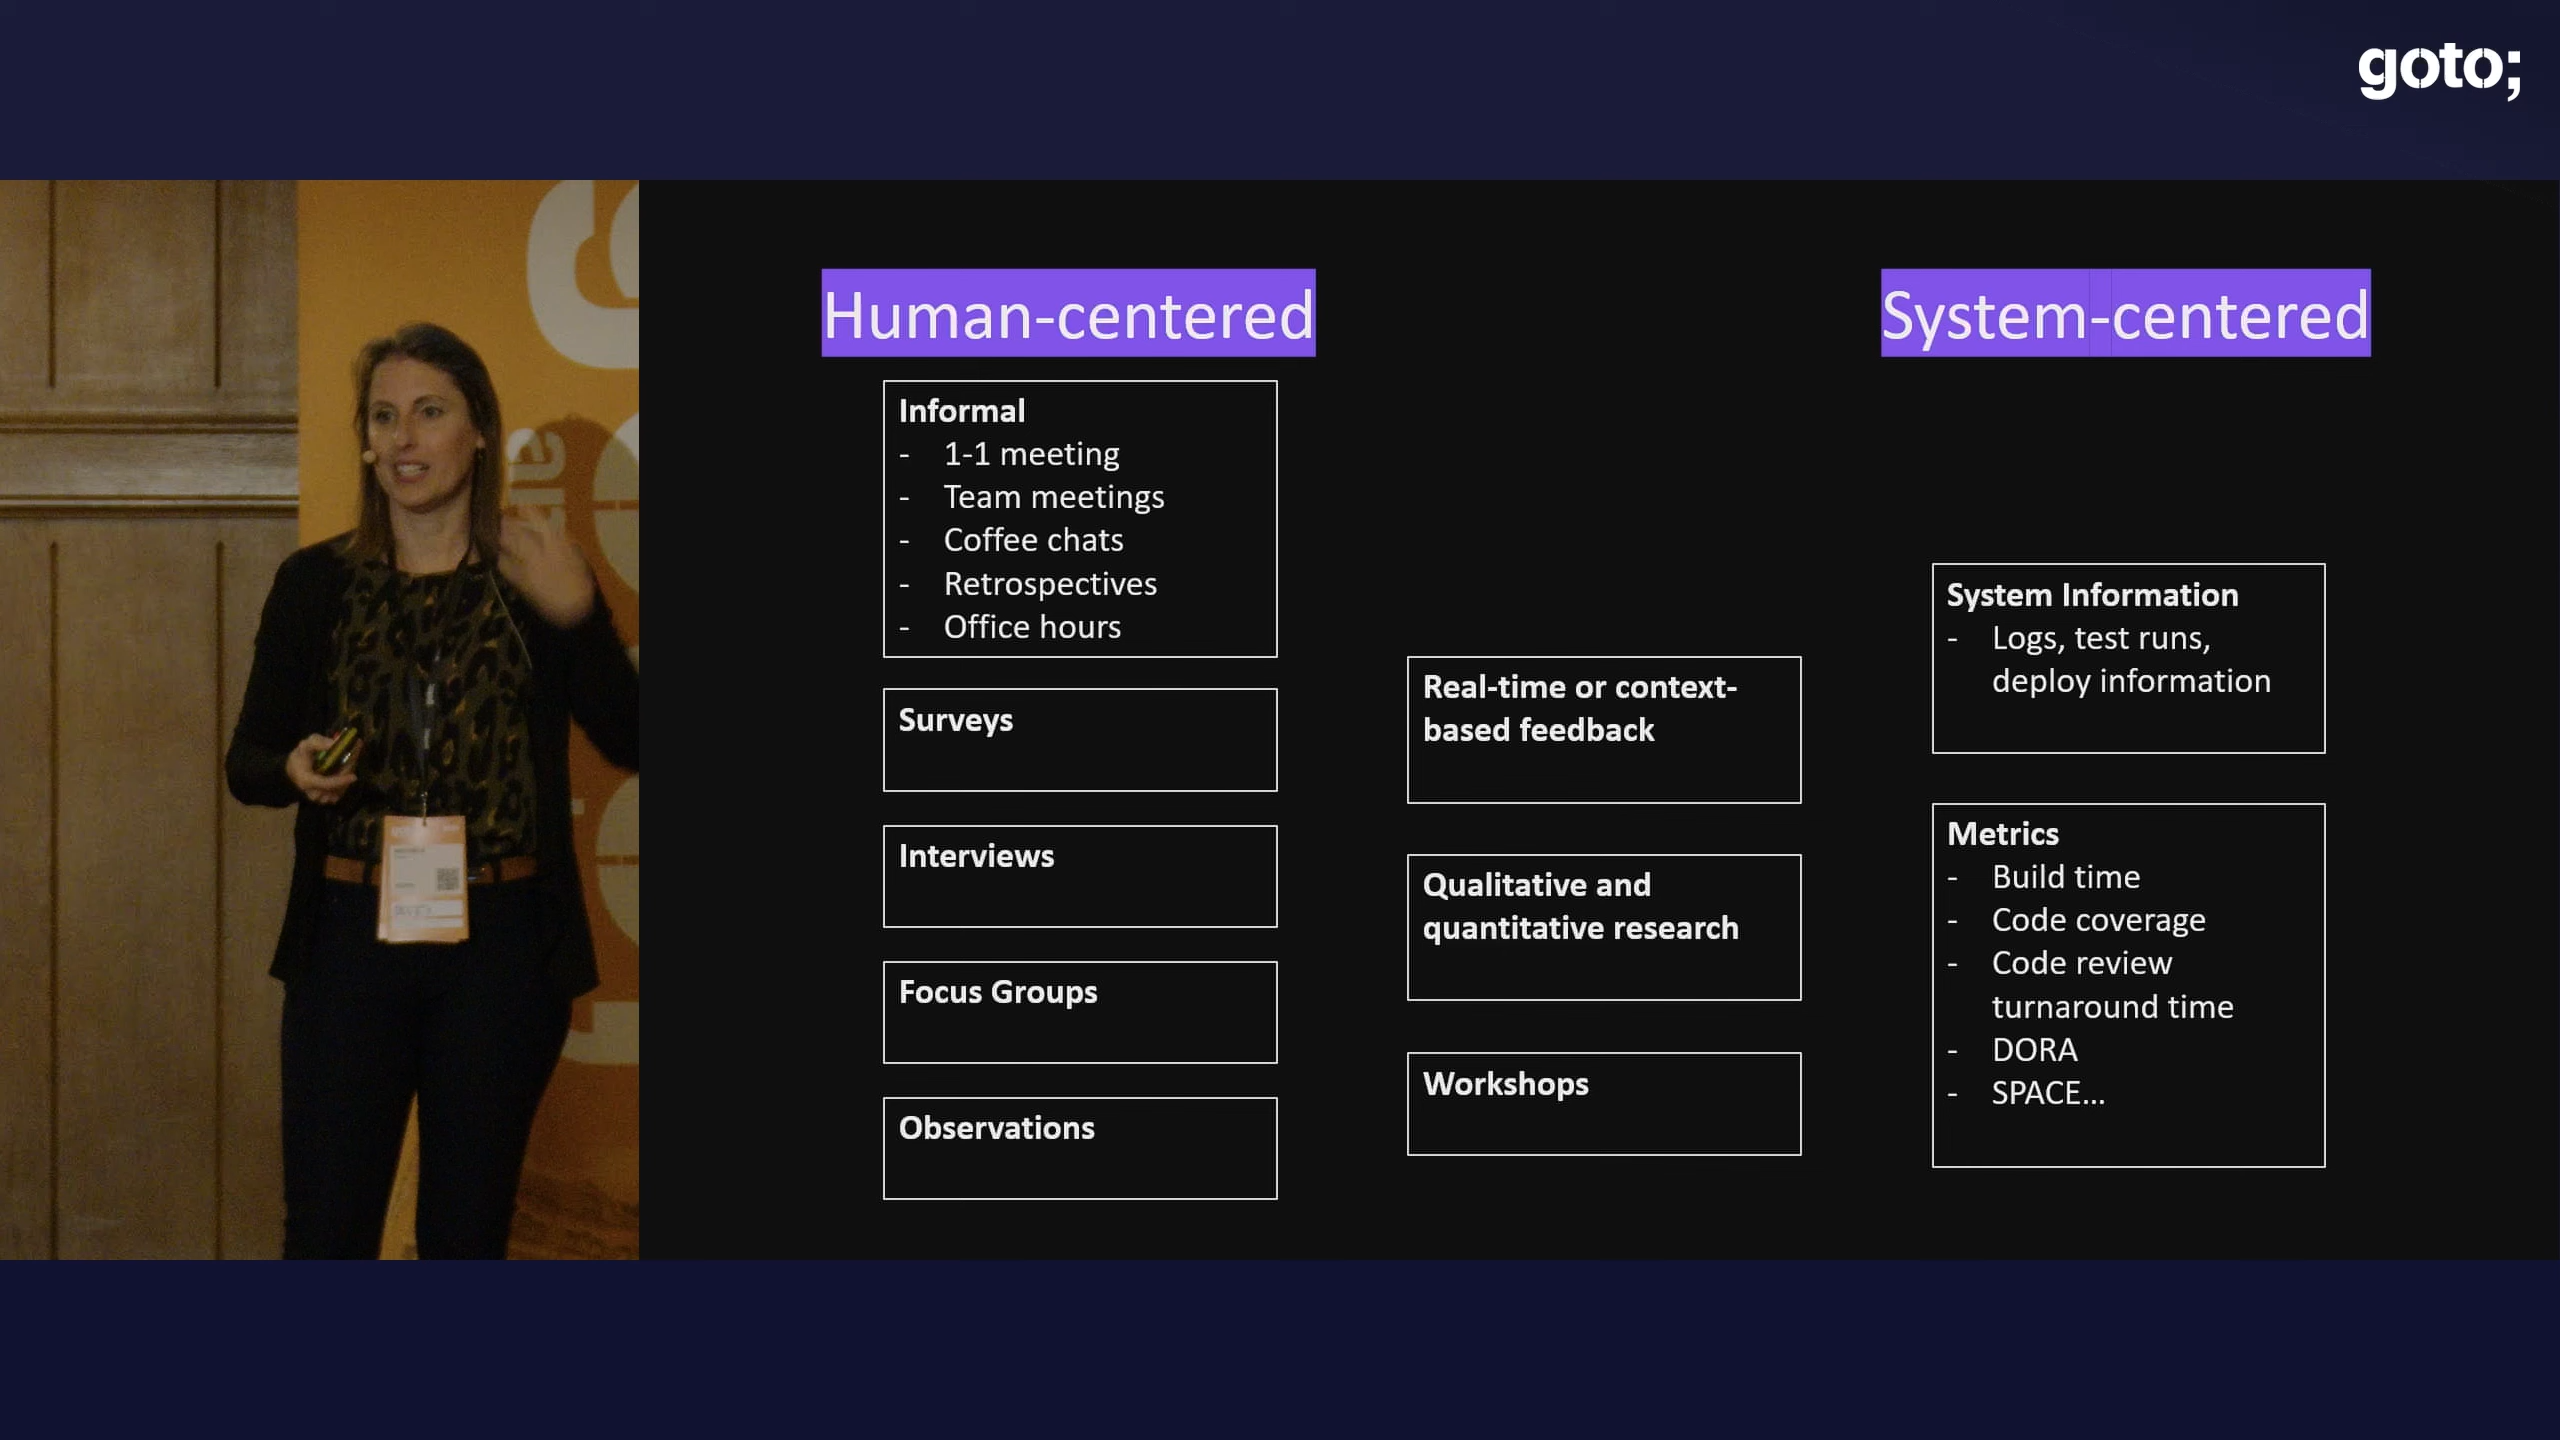 goto;
Human-centered
Informal
- 1-1 meeting
- Team meetings
- Coffee chats
- Retrospectives
- Office hours
Surveys
Interviews
Focus Groups
Observations
Real-time or context-
based feedback
Qualitative and
quantitative research
Workshops
System-centered
System Information
- Logs, test runs,
deploy information
Metrics
- Build time
- Code coverage
- Code review
turnaround time
- DORA
- SPACE...